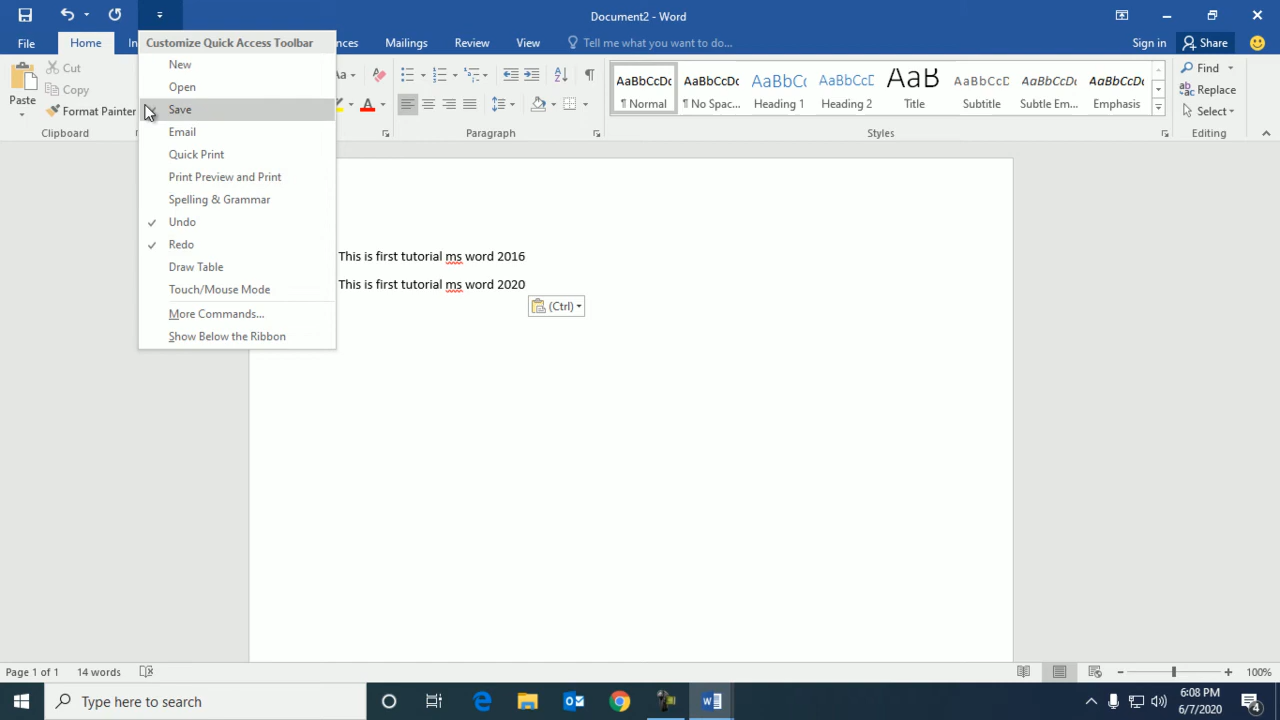 Document2 - Word
File
Home
In
nces
Mailings
Review
View
Tell me what you want to do...
Sign in
Share
Customize Quick Access Toolbar
New
Open
Save
Email
Quick Print
Print Preview and Print
Spelling & Grammar
Undo
Redo
Draw Table
Touch/Mouse Mode
More Commands...
Show Below the Ribbon
Paste
Cut
Copy
Format Painter
Clipboard
Aa
A
Paragraph
AaBbCcDc
¶ Normal
AaBbCcDc
¶ No Spac...
AaBbCc
Heading 1
AaBbCcD
Heading 2
AaB
Title
AaBbCcD
Subtitle
AaBbCcDc
Subtle Em...
AaBbCcDc
Emphasis
Styles
Find
Replace
Select
Editing
This is first tutorial ms word 2016
This is first tutorial ms word 2020
(Ctrl)
Page 1 of 1
14 words
100%
Type here to search
6:08 PM
6/7/2020
4